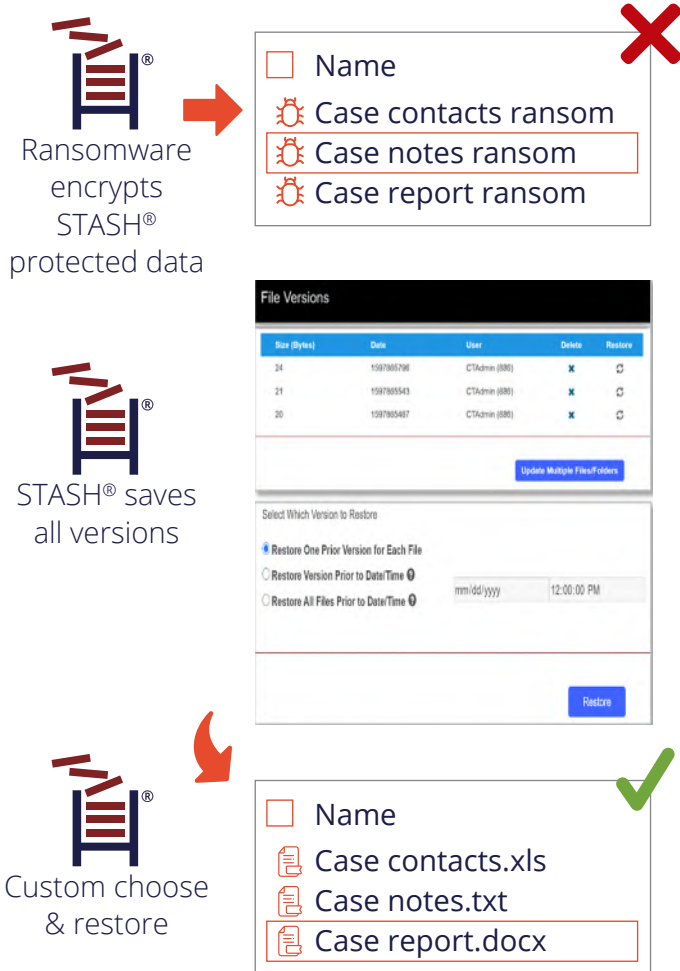 ®
Ransomware
encrypts
STASH®
protected data
Name
Case contacts ransom
Case notes ransom
Case report ransom
®
STASH® saves
all versions
File Versions
Size (Bytes) Date User Delete Restore
24 1597865796 CTAdmin (686)
21 1597865543 CTAdmin (686)
20 1597865467 CTAdmin (686)
Update Multiple Files/Folders
Select Which Version to Restore
Restore One Prior Version for Each File
Restore Version Prior to Date/Time ?
Restore All Files Prior to Date/Time ?
mm/dd/yyyy 12:00:00 PM
Restore
®
Custom choose
& restore
Name
Case contacts.xls
Case notes.txt
Case report.docx